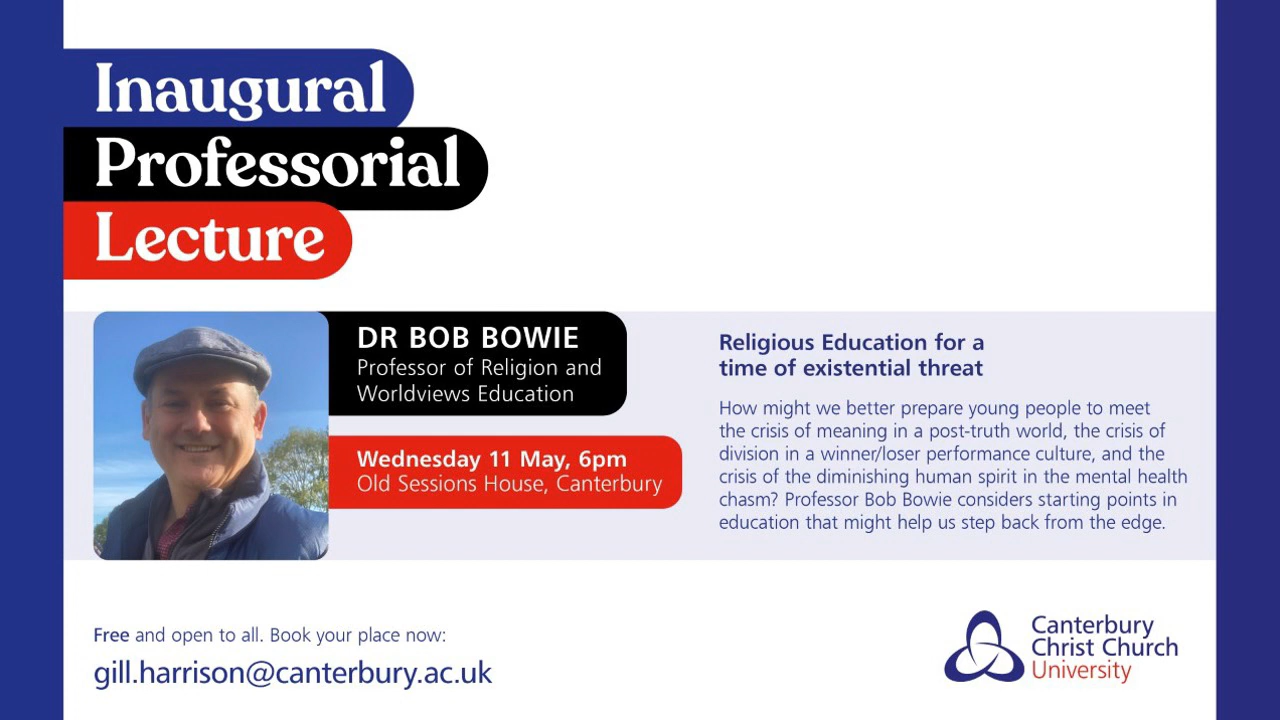 Inaugural
Professorial
Lecture
DR BOB BOWIE
Professor of Religion and
Worldviews Education
Wednesday 11 May, 6pm
Old Sessions House, Canterbury
Religious Education for a
time of existential threat
How might we better prepare young people to meet
the crisis of meaning in a post-truth world, the crisis of
division in a winner/loser performance culture, and the
crisis of the diminishing human spirit in the mental health
chasm? Professor Bob Bowie considers starting points in
education that might help us step back from the edge.
Free and open to all. Book your place now:
gill.harrison@canterbury.ac.uk
Canterbury
Christ Church
University